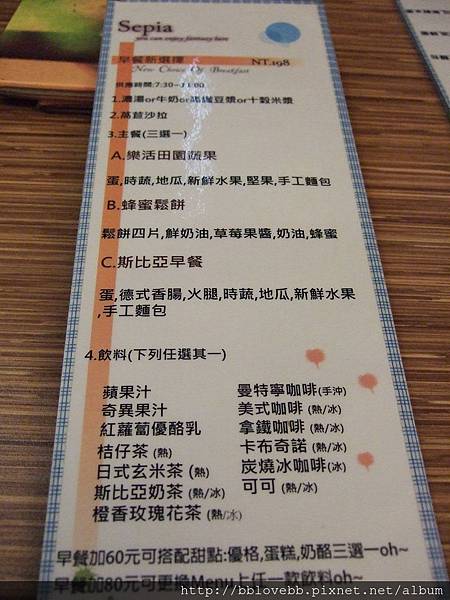 Sepia
you can enjoy fantasy here
早餐新選擇 NT.198
New Choice Of Breakfast
供應時間:7:30~11:00
1.濃湯or牛奶or高鈣豆漿or十穀米漿
2.萵苣沙拉
3.主餐(三選一)
A.樂活田園蔬果
蛋,時蔬,地瓜,新鮮水果,堅果,手工麵包
B.蜂蜜鬆餅
鬆餅四片,鮮奶油,草莓果醬,奶油,蜂蜜
C.斯比亞早餐
蛋,德式香腸,火腿,時蔬,地瓜,新鮮水果
,手工麵包
4.飲料(下列任選其一)
蘋果汁
奇異果汁
紅蘿蔔優酪乳
桔仔茶 (熱)
日式玄米茶 (熱)
斯比亞奶茶 (熱/冰)
橙香玫瑰花茶 (熱/冰)
曼特寧咖啡(手沖)
美式咖啡 (熱/冰)
拿鐵咖啡 (熱/冰)
卡布奇諾 (熱/冰)
炭燒冰咖啡(冰)
可可 (熱/冰)
早餐加60元可搭配甜點:優格,蛋糕,奶酪三選一oh~
早餐加80元可更換Menu上任一款飲料oh~
http://bblovebb.pixnet.net/album